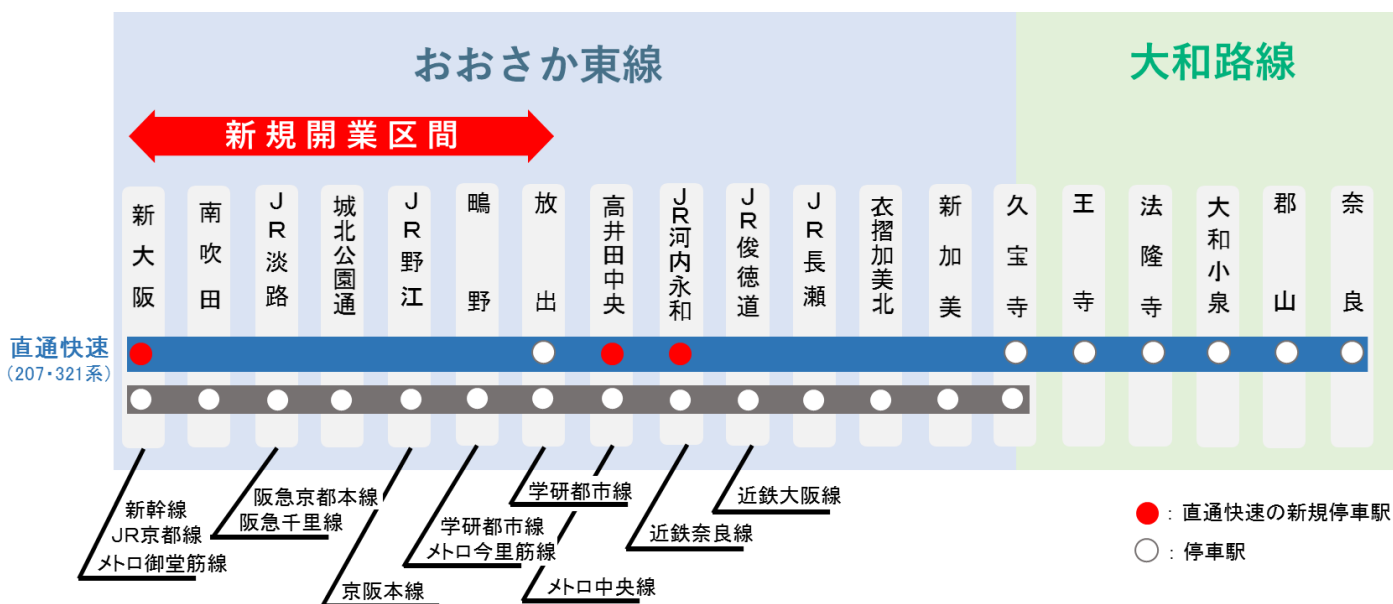 おおさか東線
大和路線
新規開業区間
新大阪
南吹田
JR淡路
城北公園通
JR野江
鴫野
放出
高井田中央
JR河内永和
JR俊徳道
JR長瀬
衣摺加美北
新加美
久宝寺
王寺
法隆寺
大和小泉
郡山
奈良
直通快速
(207・321系)
新幹線
JR京都線
メトロ御堂筋線
阪急京都本線
阪急千里線
京阪本線
学研都市線
メトロ今里筋線
学研都市線
メトロ中央線
近鉄奈良線
近鉄大阪線
：直通快速の新規停車駅
：停車駅